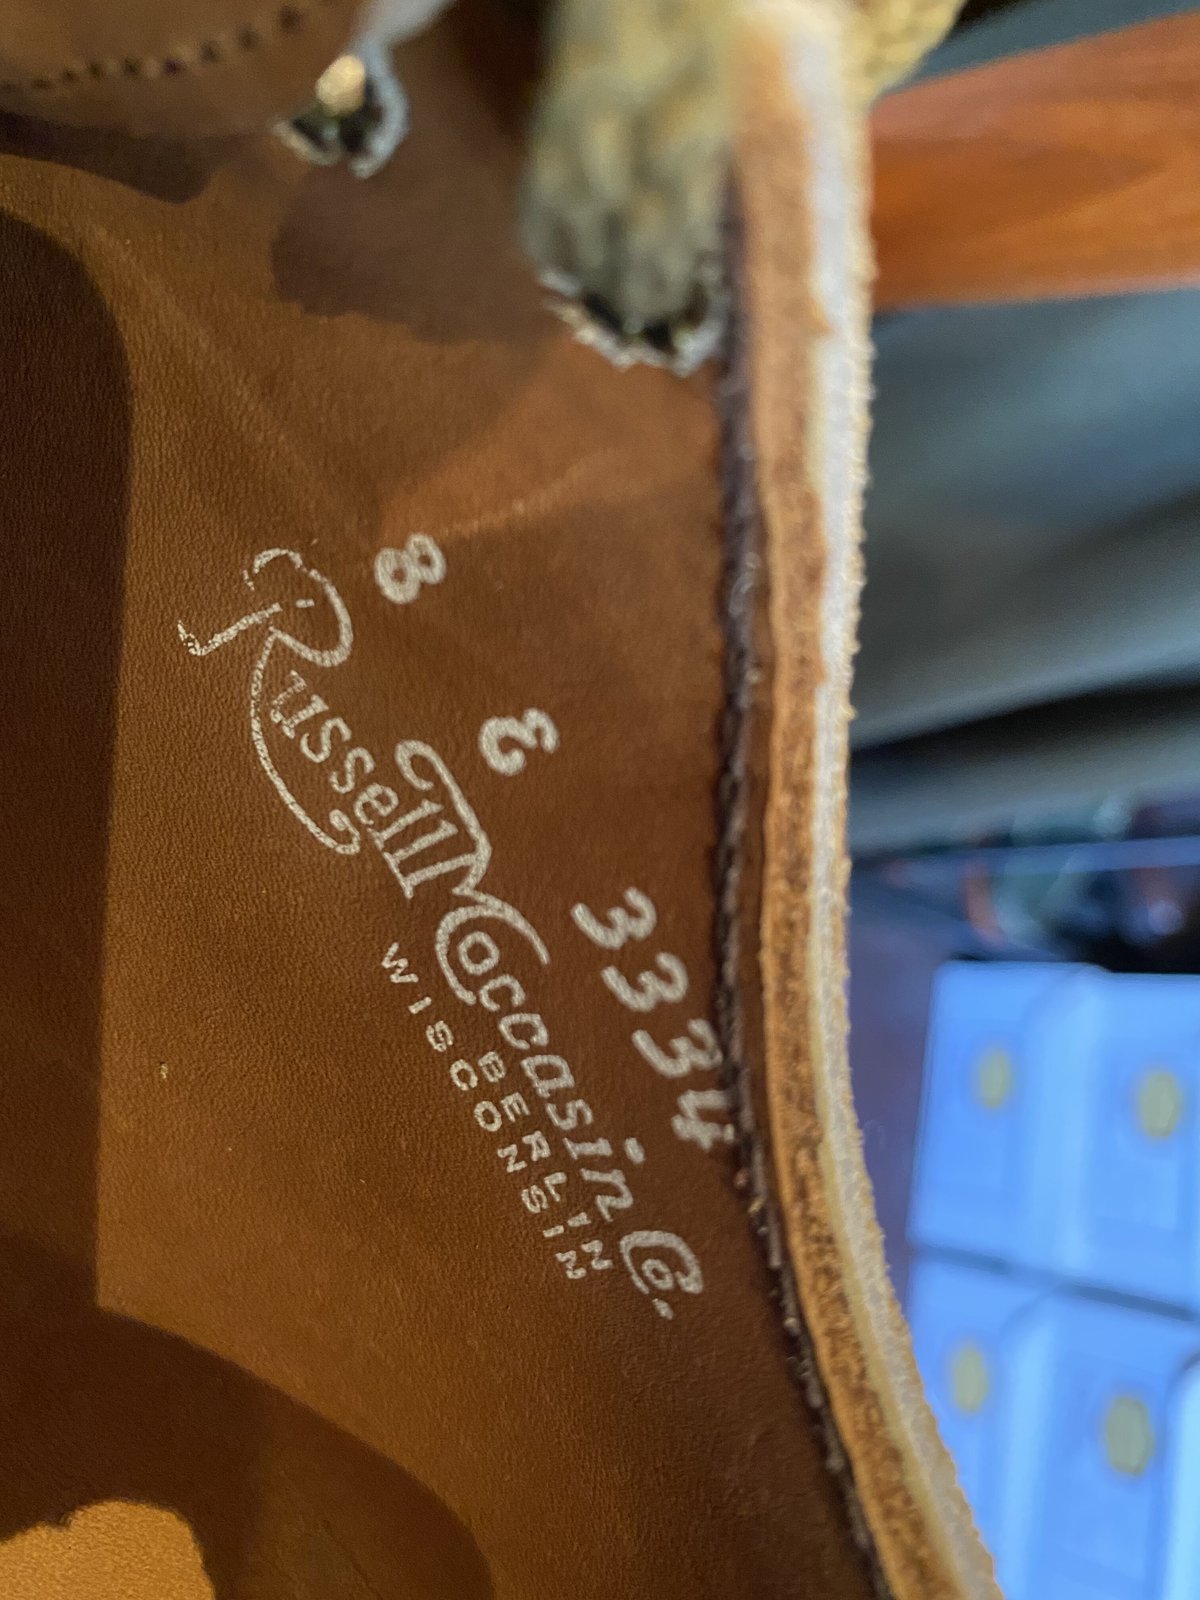 8 E 3334
Russell Moccasin Co.
BERLIN
WISCONSIN